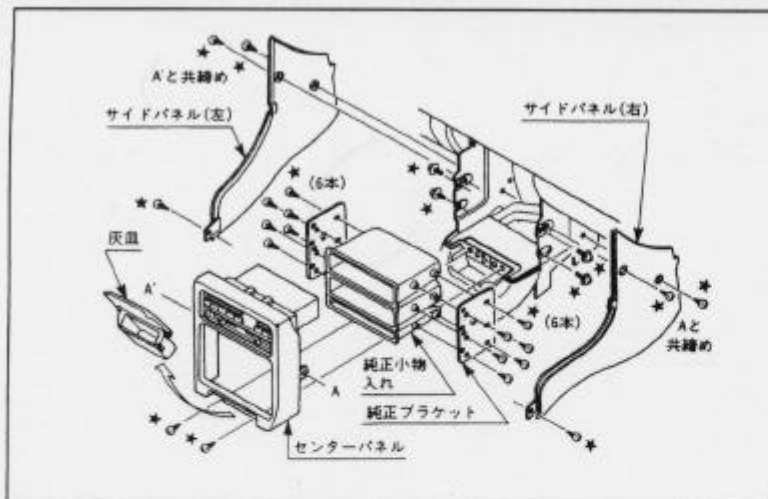 ★
★
A'と共締め
★
サイドパネル(左)
サイドパネル(右)
★
(6本)
★
★
★
灰皿
A'
★
★
★
★
(6本)
Aと
共締め
A
純正小物
入れ
純正ブラケット
★
★
★
センターパネル